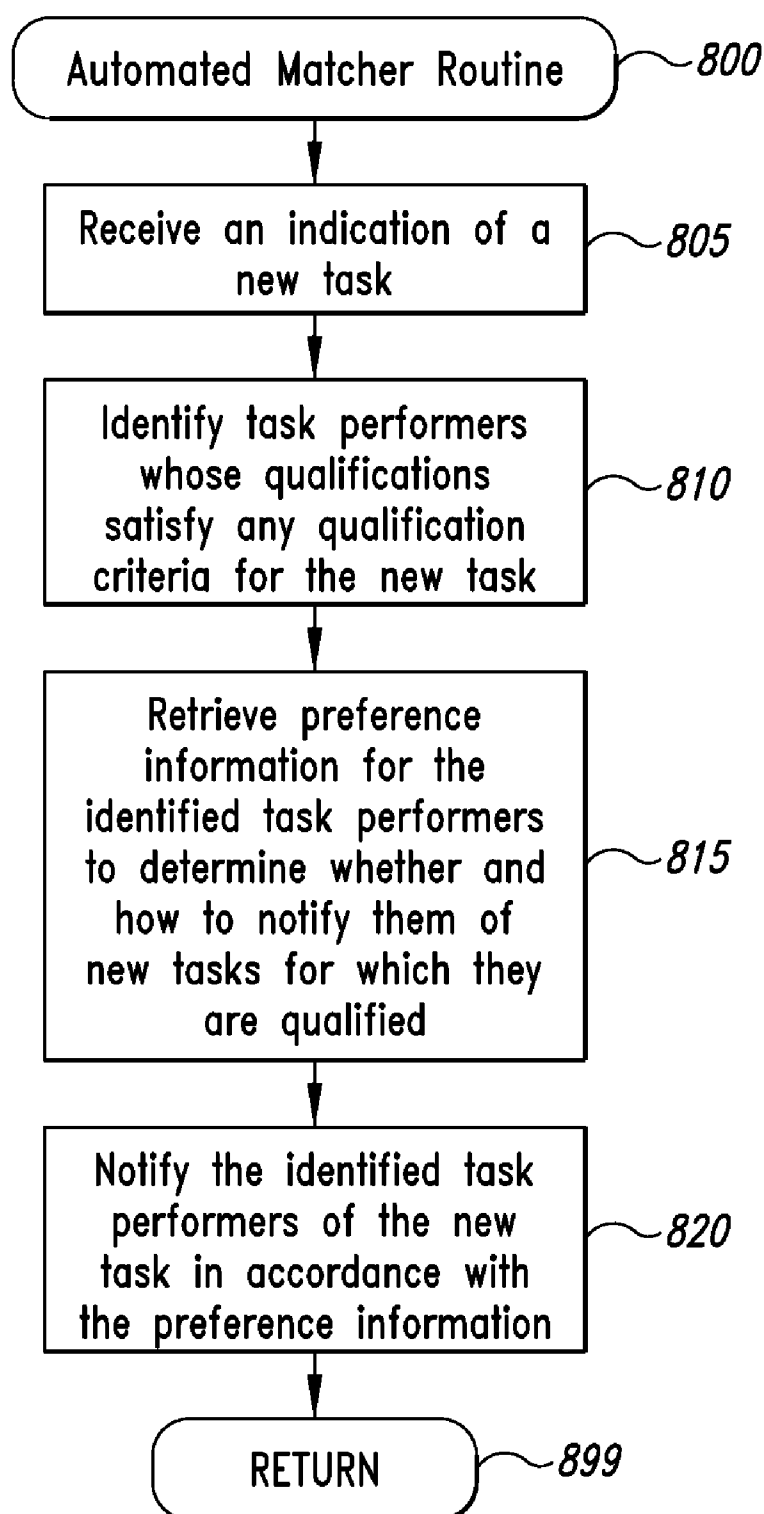 Automated Matcher Routine
800
Receive an indication of a
new task
805
Identify task performers
whose qualifications
satisfy any qualification
criteria for the new task
810
Retrieve preference
information for the
identified task performers
to determine whether and
how to notify them of
new tasks for which they
are qualified
815
Notify the identified task
performers of the new
task in accordance with
the preference information
820
RETURN
899